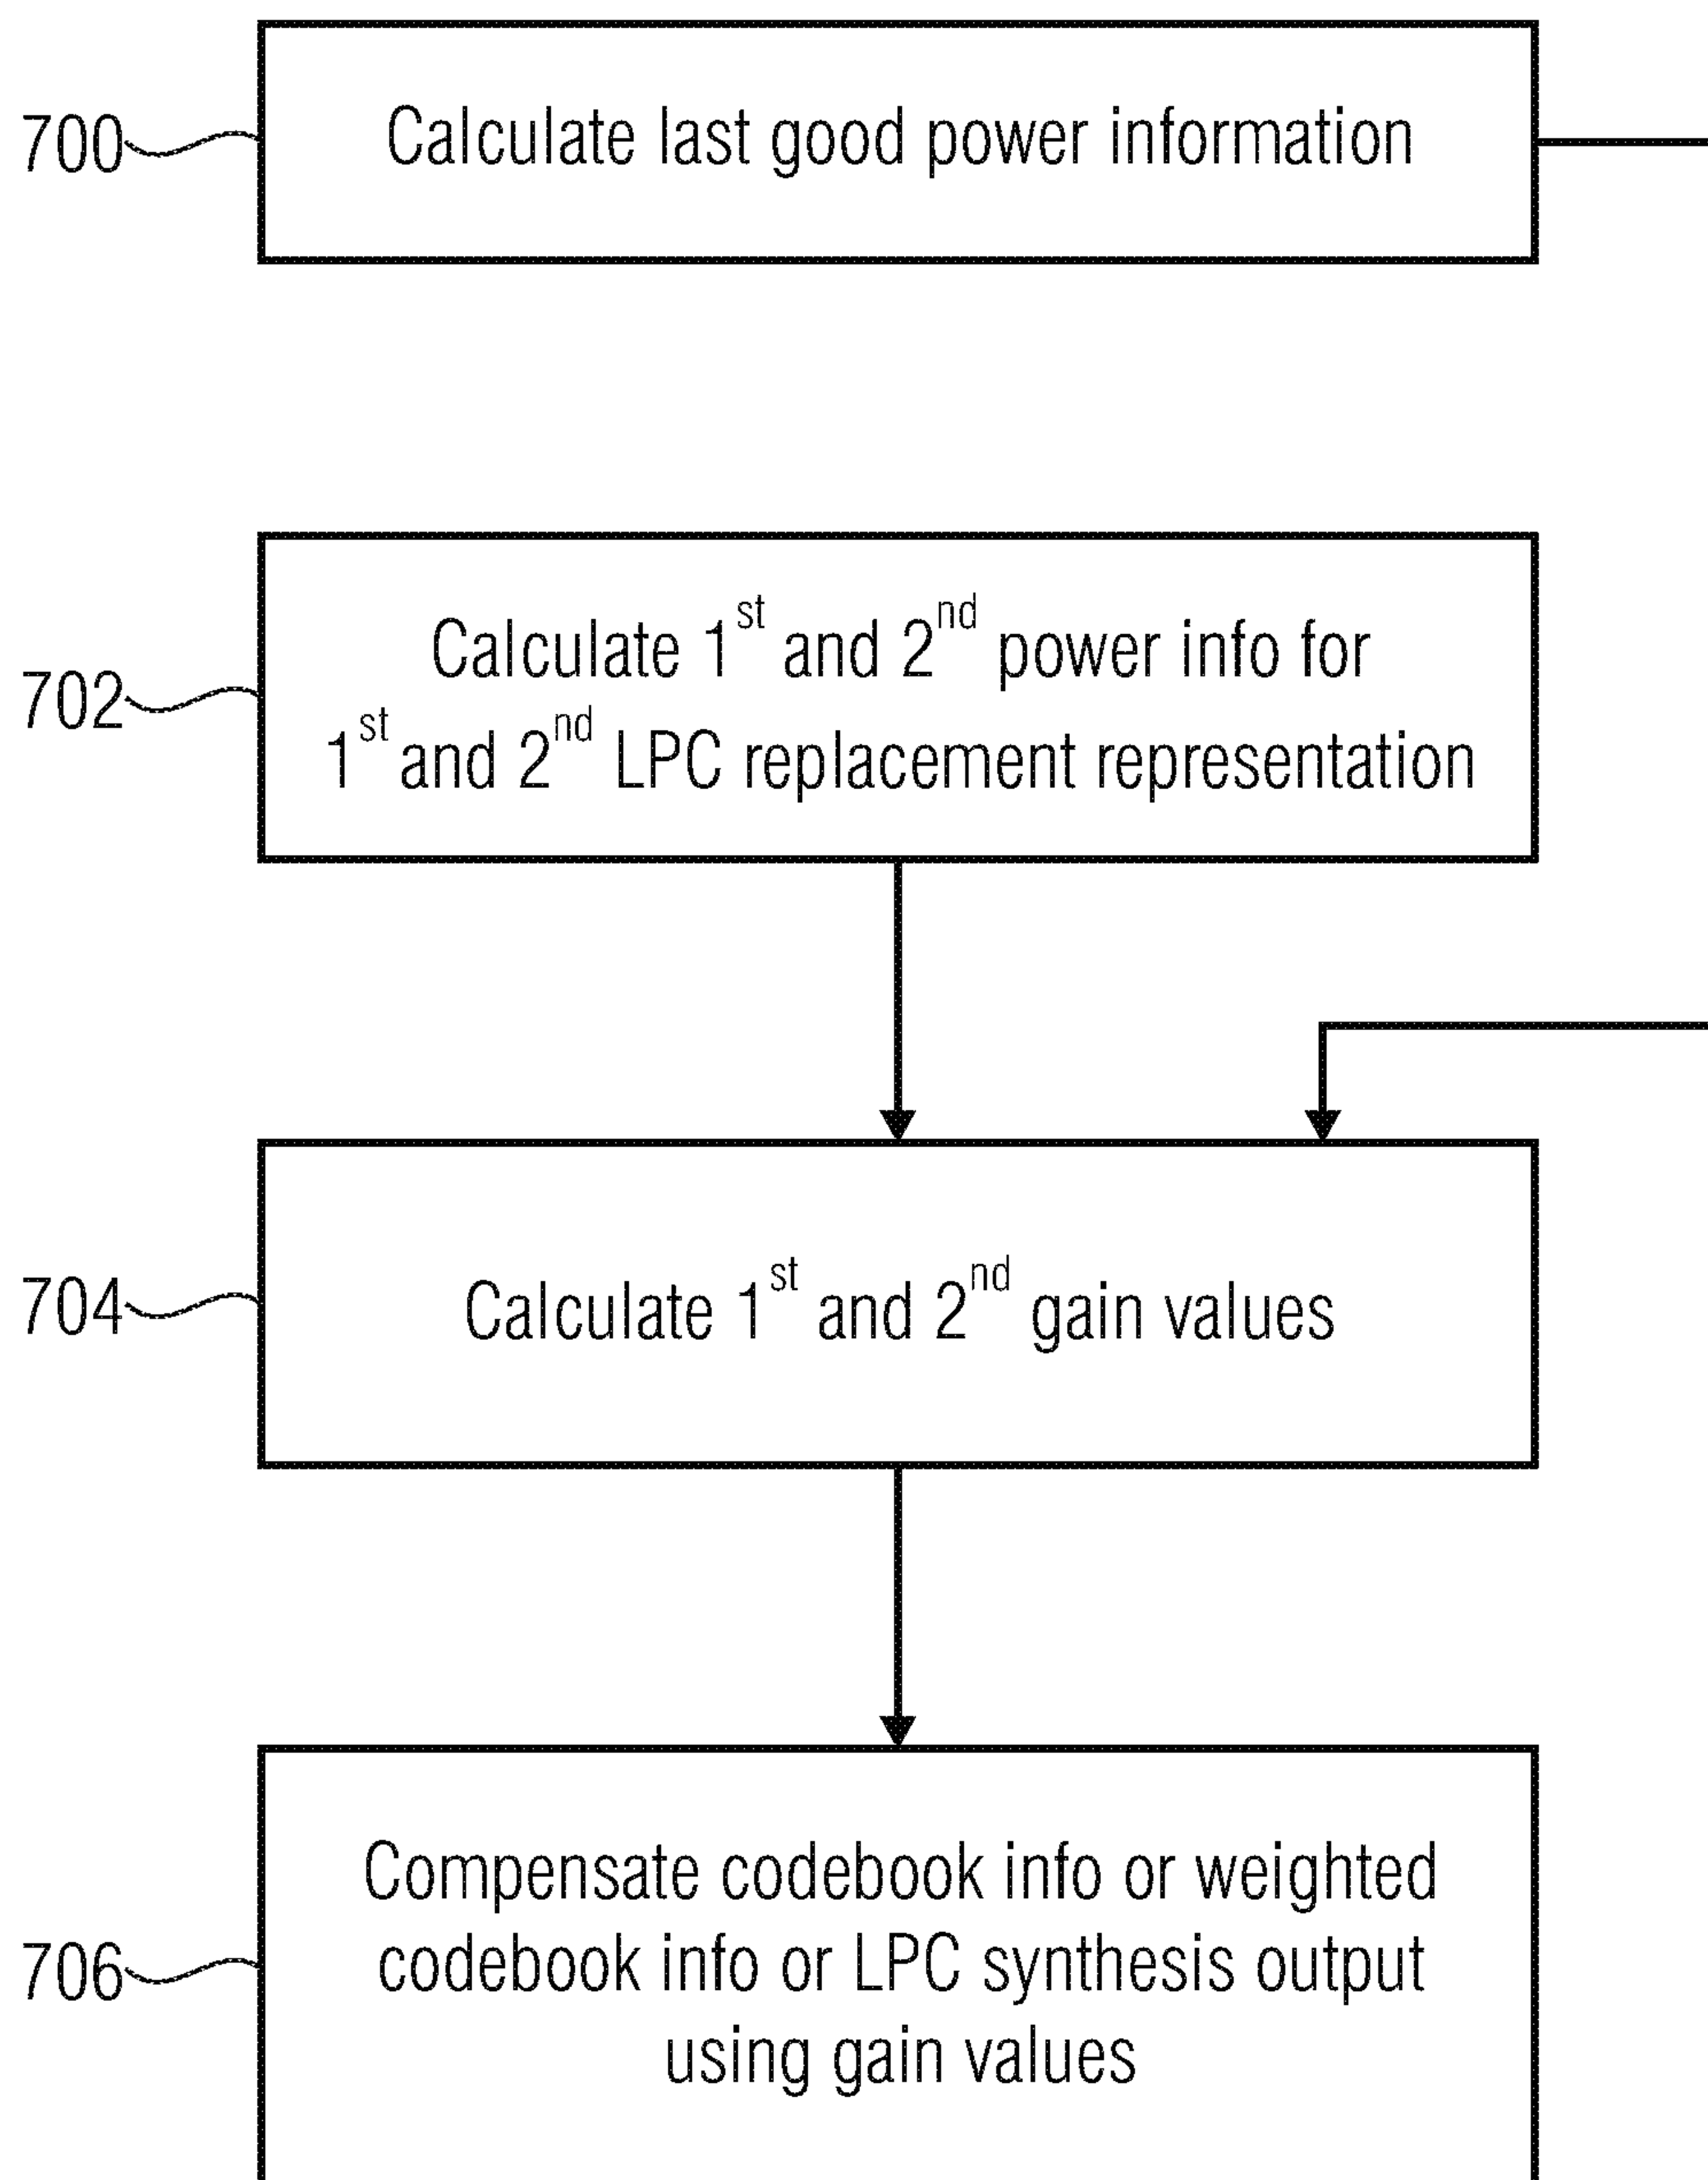 700
Calculate last good power information
702
Calculate 1st and 2nd power info for
1st and 2nd LPC replacement representation
704
Calculate 1st and 2nd gain values
706
Compensate codebook info or weighted
codebook info or LPC synthesis output
using gain values